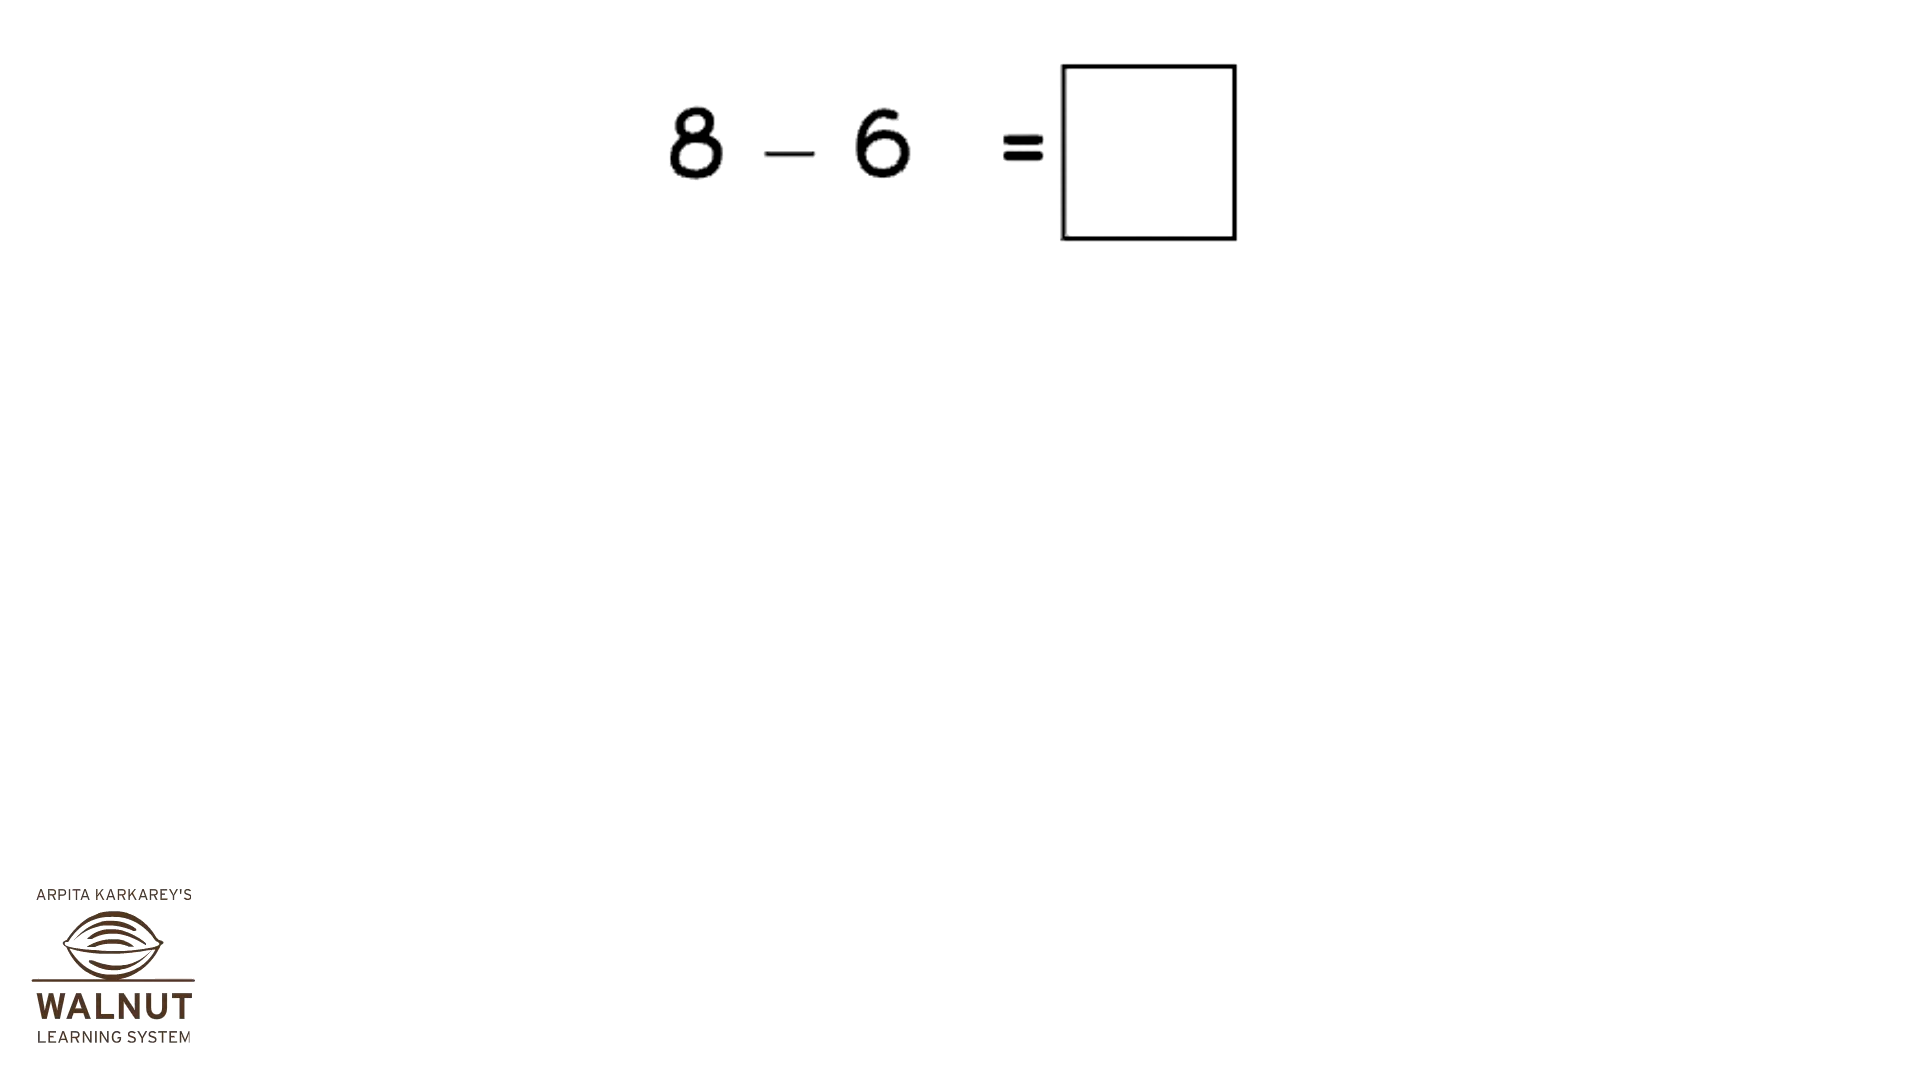 8 – 6 =
ARPITA KARKAREY'S
WALNUT
LEARNING SYSTEM